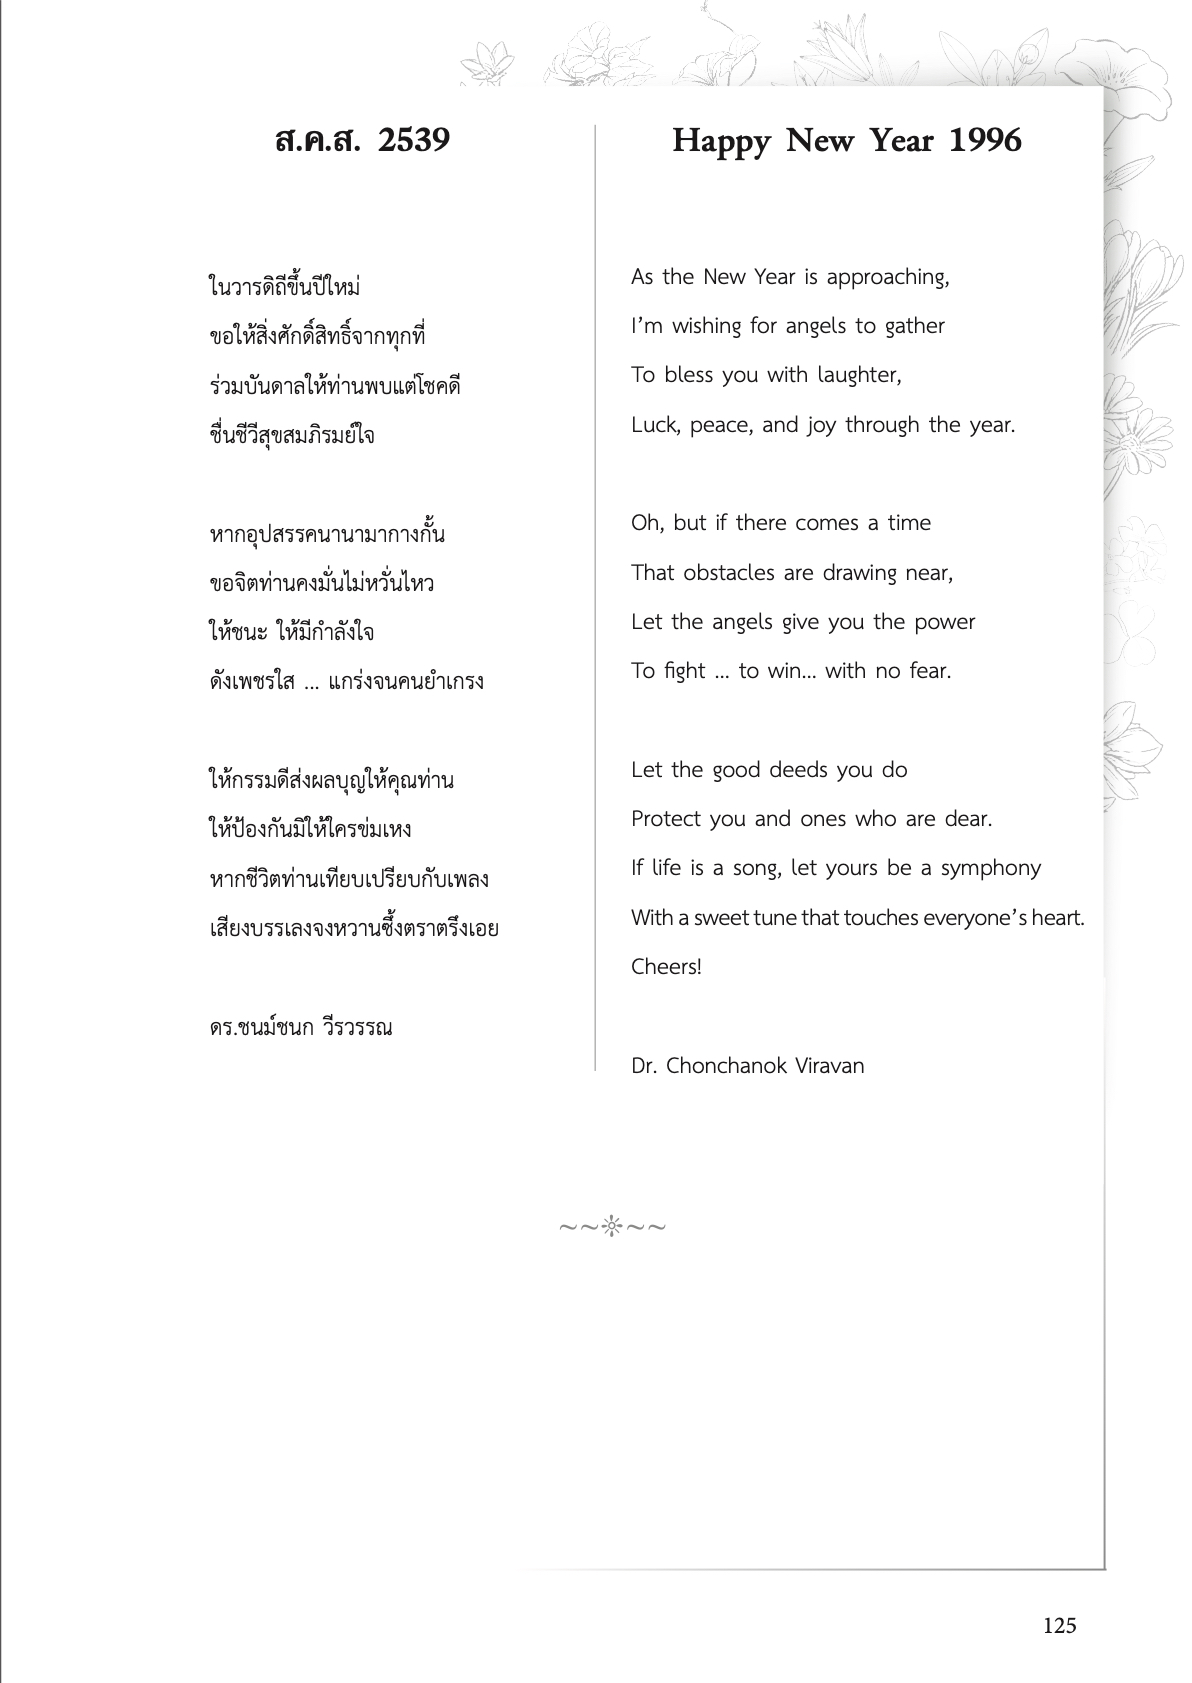 ส.ค.ส. 2539
ในวารดิถีขึ้นปีใหม่
ขอให้สิ่งศักดิ์สิทธิ์จากทุกที่
ร่วมบันดาลให้ท่านพบแต่โชคดี
ชื่นชีวีสุขสมภิรมย์ใจ
หากอุปสรรคนานามากางกั้น
ขอจิตท่านคงมั่นไม่หวั่นไหว
ให้ชนะ ให้มีกำลังใจ
ดังเพชรใส ... แกร่งจนคนยำเกรง
ให้กรรมดีส่งผลบุญให้คุณท่าน
ให้ป้องกันมิให้ใครข่มเหง
หากชีวิตท่านเทียบเปรียบกับเพลง
เสียงบรรเลงจงหวานซึ้งตราตรึงเอย
ดร.ชนม์ชนก วีรวรรณ
Happy New Year 1996
As the New Year is approaching,
I’m wishing for angels to gather
To bless you with laughter,
Luck, peace, and joy through the year.
Oh, but if there comes a time
That obstacles are drawing near,
Let the angels give you the power
To fight ... to win... with no fear.
Let the good deeds you do
Protect you and ones who are dear.
If life is a song, let yours be a symphony
With a sweet tune that touches everyone’s heart.
Cheers!
Dr. Chonchanok Viravan
125